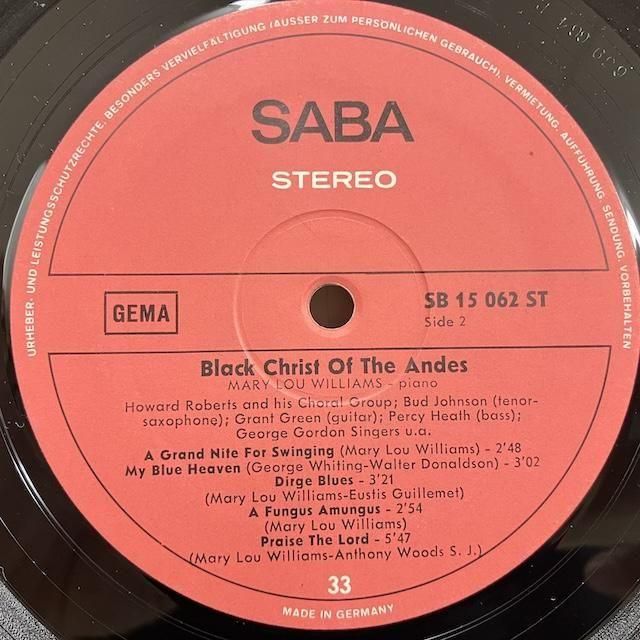 URHEBER- UND LEISTUNGSSCHUTZRECHTE, BESONDERS VERVIELFÄLTIGUNG (AUSSER ZUM PERSÖNLICHEN GEBRAUCH), VERMIETUNG, AUFFÜHRUNG, SENDUNG, VORBEHALTEN
SABA
STEREO
GEMA
SB 15 062 ST
Side 2
Black Christ Of The Andes
MARY LOU WILLIAMS - piano
Howard Roberts and his Choral Group; Bud Johnson (tenor-
saxophone); Grant Green (guitar); Percy Heath (bass);
George Gordon Singers u.a.
A Grand Nite For Swinging (Mary Lou Williams) - 2'48
My Blue Heaven (George Whiting-Walter Donaldson) - 3'02
Dirge Blues - 3'21
(Mary Lou Williams-Eustis Guillemet)
A Fungus Amungus - 2'54
(Mary Lou Williams)
Praise The Lord - 5'47
(Mary Lou Williams-Anthony Woods S. J.)
33
MADE IN GERMANY